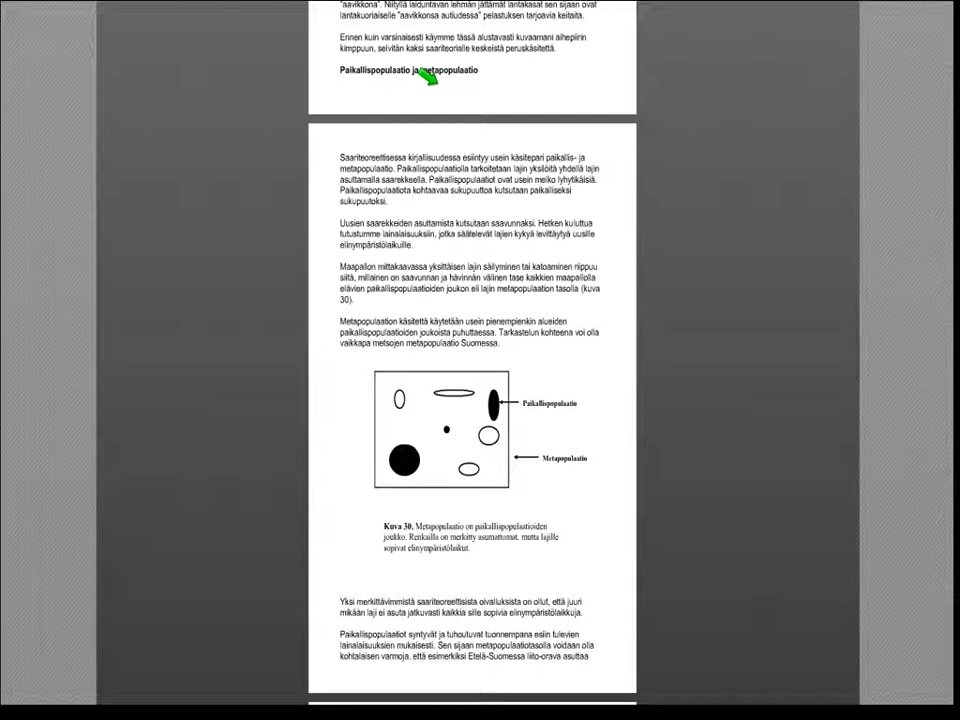 "aavikkona". Niityllä laiduntavan lehmän jättämät lantakasat sen sijaan ovat
lantakuoriaiselle "aavikkonsa autiudessa" pelastuksen tarjoavia keitaita.
Ennen kuin varsinaisesti käymme tässä alustavasti kuvaamani aihepiirin
kimppuun, selvitän kaksi saariteorialle keskeistä peruskäsitettä.
Paikallispopulaatio ja metapopulaatio
Saariteoreettisessa kirjallisuudessa esiintyy usein käsitepari paikallis- ja
metapopulaatio. Paikallispopulaatiolla tarkoitetaan lajin yksilöitä yhdellä lajin
asuttamalla saarekkeella. Paikallispopulaatiot ovat usein melko lyhytikäisiä.
Paikallispopulaatiota kohtaavaa sukupuuttoa kutsutaan paikalliseksi
sukupuutoksi.
Uusien saarekkeiden asuttamista kutsutaan saavunnaksi. Hetken kuluttua
tutustumme lainalaisuuksiin, jotka säätelevät lajien kykyä levittäytyä uusille
elinympäristölaikuille.
Maapallon mittakaavassa yksittäisen lajin säilyminen tai katoaminen riippuu
siitä, millainen on saavunnan ja hävinnän välinen tase kaikkien maapallolla
elävien paikallispopulaatioiden joukon eli lajin metapopulaation tasolla (kuva
30).
Metapopulaation käsitettä käytetään usein pienempienkin alueiden
paikallispopulaatioiden joukoista puhuttaessa. Tarkastelun kohteena voi olla
vaikkapa metsojen metapopulaatio Suomessa.
Paikallispopulaatio
Metapopulaatio
Kuva 30. Metapopulaatio on paikallispopulaatioiden
joukko. Renkailla on merkitty asumattomat, mutta lajille
sopivat elinympäristölaikut.
Yksi merkittävimmistä saariteoreettisista oivalluksista on ollut, että juuri
mikään laji ei asuta jatkuvasti kaikkia sille sopivia elinympäristölaikkuja.
Paikallispopulaatiot syntyvät ja tuhoutuvat tuonnempana esiin tulevien
lainalaisuuksien mukaisesti. Sen sijaan metapopulaatiotasolla voidaan olla
kohtalaisen varmoja, että esimerkiksi Etelä-Suomessa liito-orava asuttaa